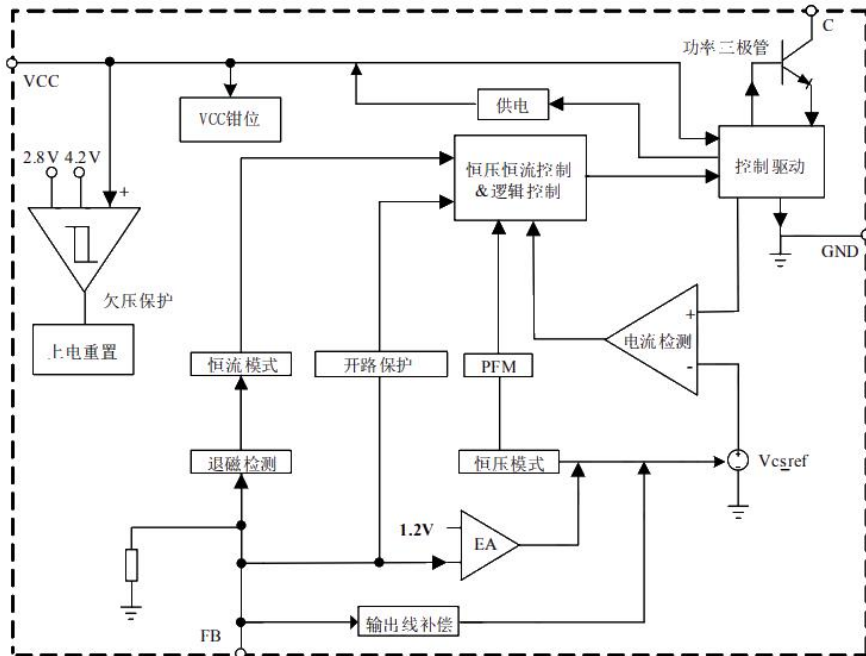 C
功率三极管
VCC
VCC钳位
供电
2.8V 4.2V
+
恒压恒流控制
&逻辑控制
控制驱动
GND
欠压保护
上电重置
+
电流检测
-
恒流模式
开路保护
PFM
退磁检测
恒压模式
Vcsref
1.2V
EA
FB
输出线补偿